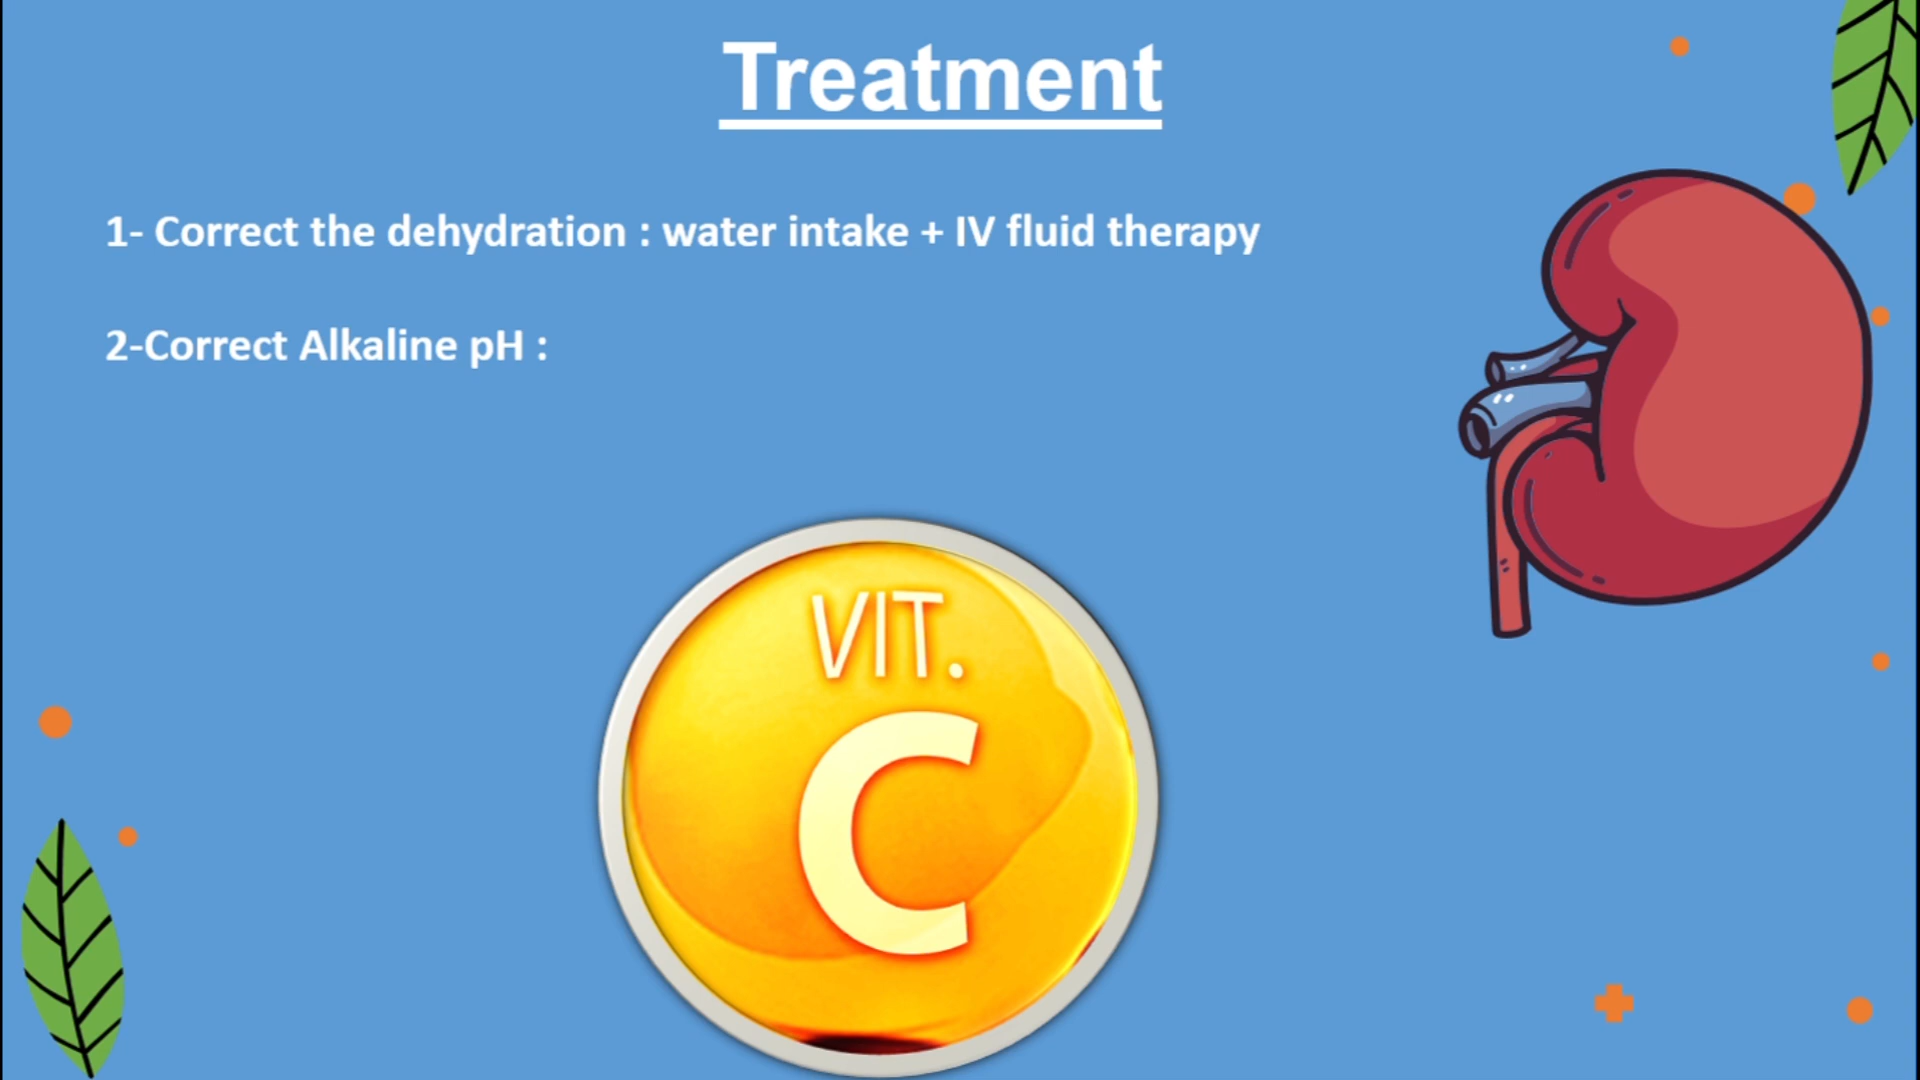 Treatment
1- Correct the dehydration : water intake + IV fluid therapy
2-Correct Alkaline pH :
VIT.
C